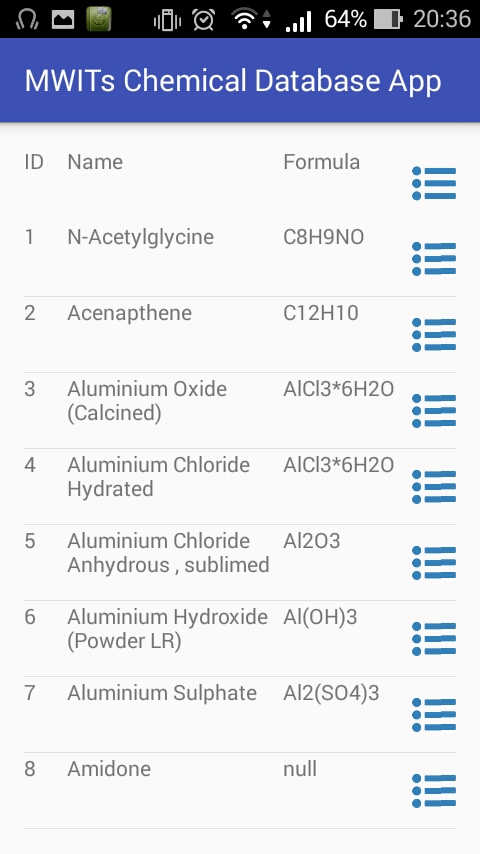 64% 20:36
MWITs Chemical Database App
ID Name Formula
1 N-Acetylglycine C8H9NO
2 Acenapthene C12H10
3 Aluminium Oxide AlCl3*6H2O
(Calcined)
4 Aluminium Chloride AlCl3*6H2O
Hydrated
5 Aluminium Chloride Al2O3
Anhydrous , sublimed
6 Aluminium Hydroxide Al(OH)3
(Powder LR)
7 Aluminium Sulphate Al2(SO4)3
8 Amidone null